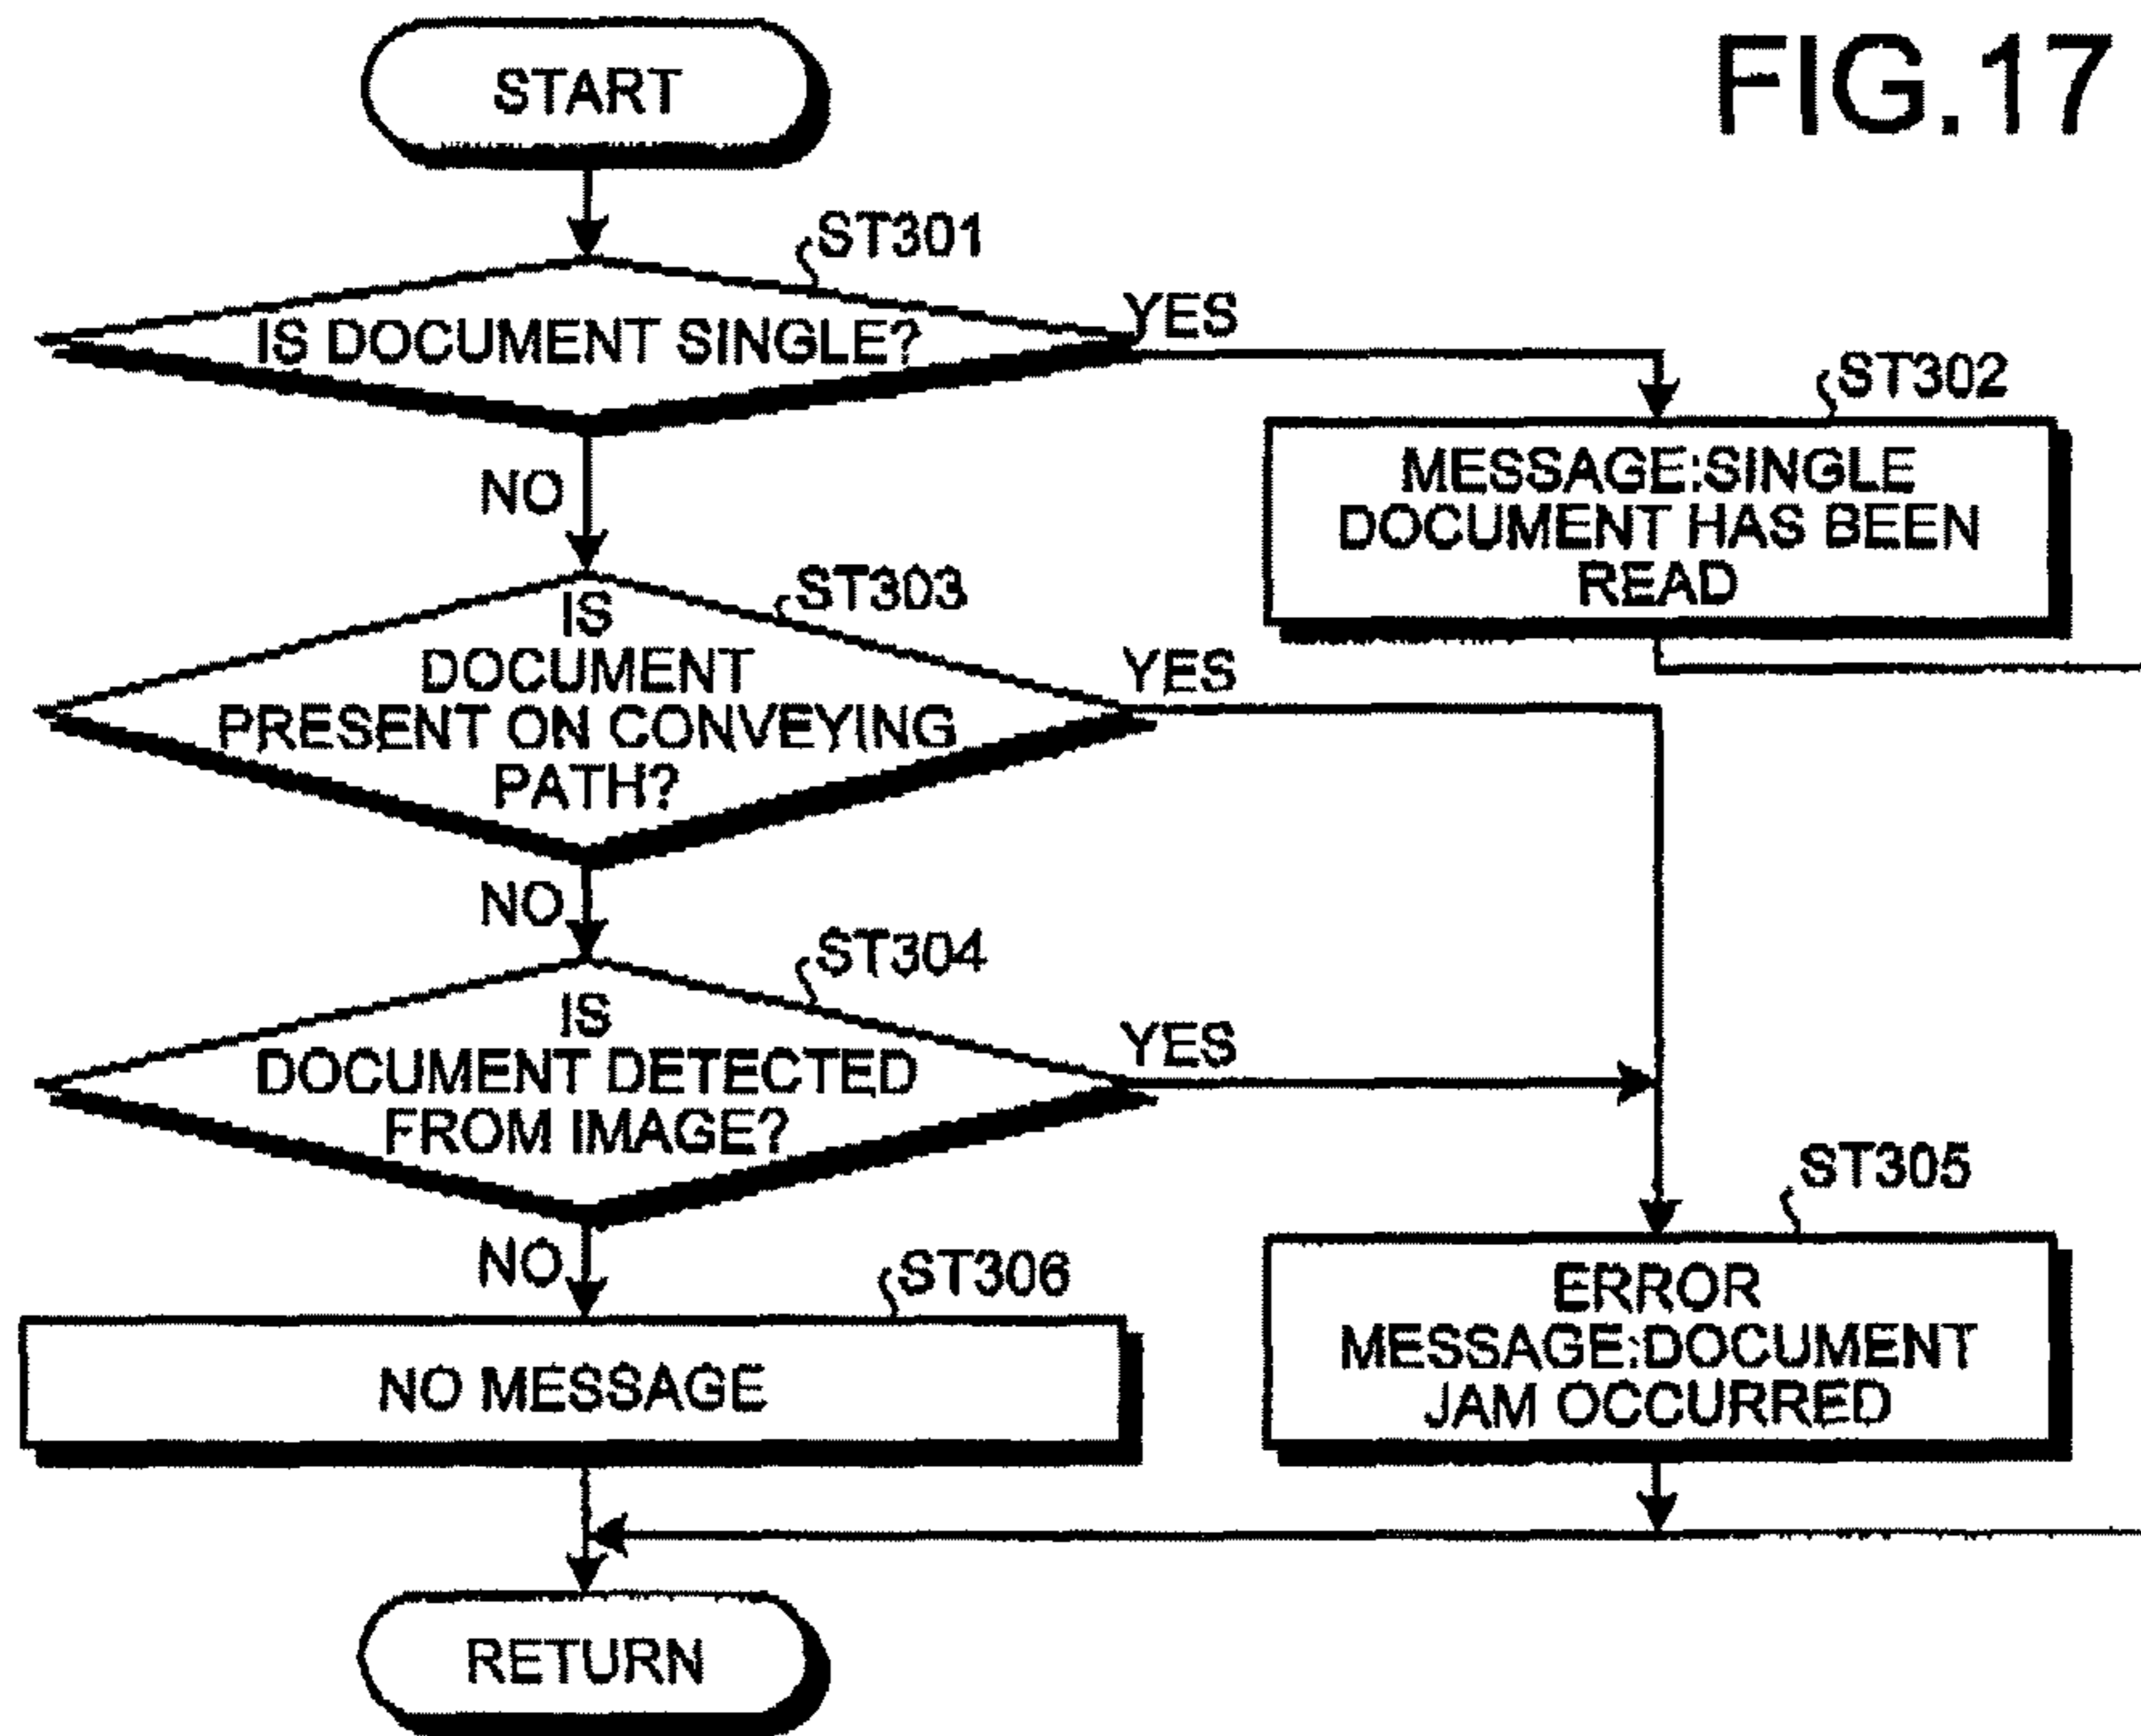 FIG.17
START
ST301
IS DOCUMENT SINGLE?
YES
ST302
MESSAGE:SINGLE
DOCUMENT HAS BEEN
READ
NO
ST303
IS
DOCUMENT
PRESENT ON CONVEYING
PATH?
YES
NO
ST304
IS
DOCUMENT DETECTED
FROM IMAGE?
YES
ST305
ERROR
MESSAGE:DOCUMENT
JAM OCCURRED
NO
ST306
NO MESSAGE
RETURN